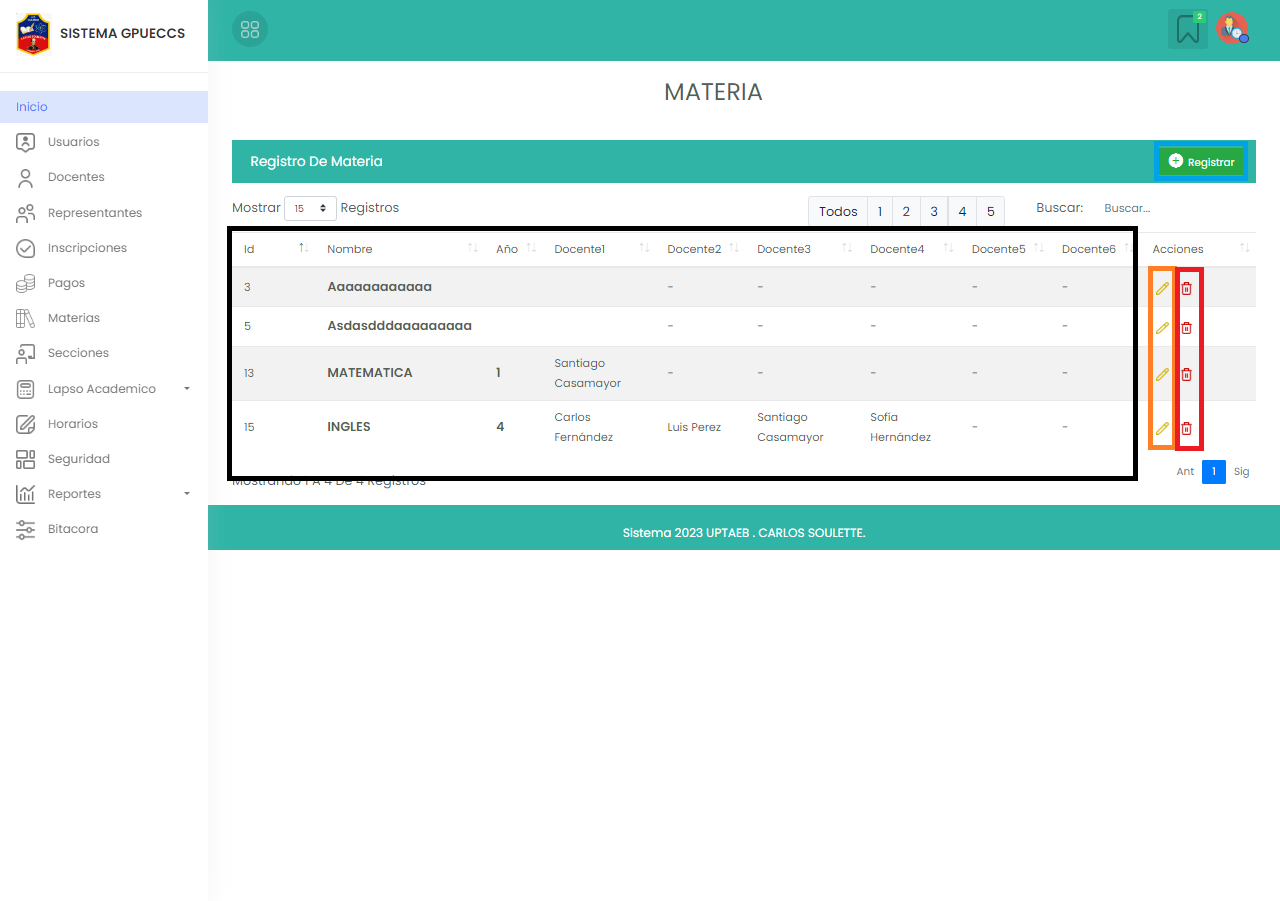 SISTEMA GPUECCS
2
Inicio
Usuarios
Docentes
Representantes
Inscripciones
Pagos
Materias
Secciones
Lapso Academico
Horarios
Seguridad
Reportes
Bitacora
MATERIA
Registro De Materia
Registrar
Mostrar 15 Registros
Todos 1 2 3 4 5
Buscar: Buscar...
Id Nombre Año Docente1 Docente2 Docente3 Docente4 Docente5 Docente6 Acciones
3 Aaaaaaaaaaaa - - - - -
5 Asdasdddaaaaaaaaa - - - - -
13 MATEMATICA 1 Santiago Casamayor - - - - -
15 INGLES 4 Carlos Fernández Luis Perez Santiago Casamayor Sofía Hernández - -
Mostrando 1 A 4 De 4 Registros
Ant 1 Sig
Sistema 2023 UPTAEB . CARLOS SOULETTE.